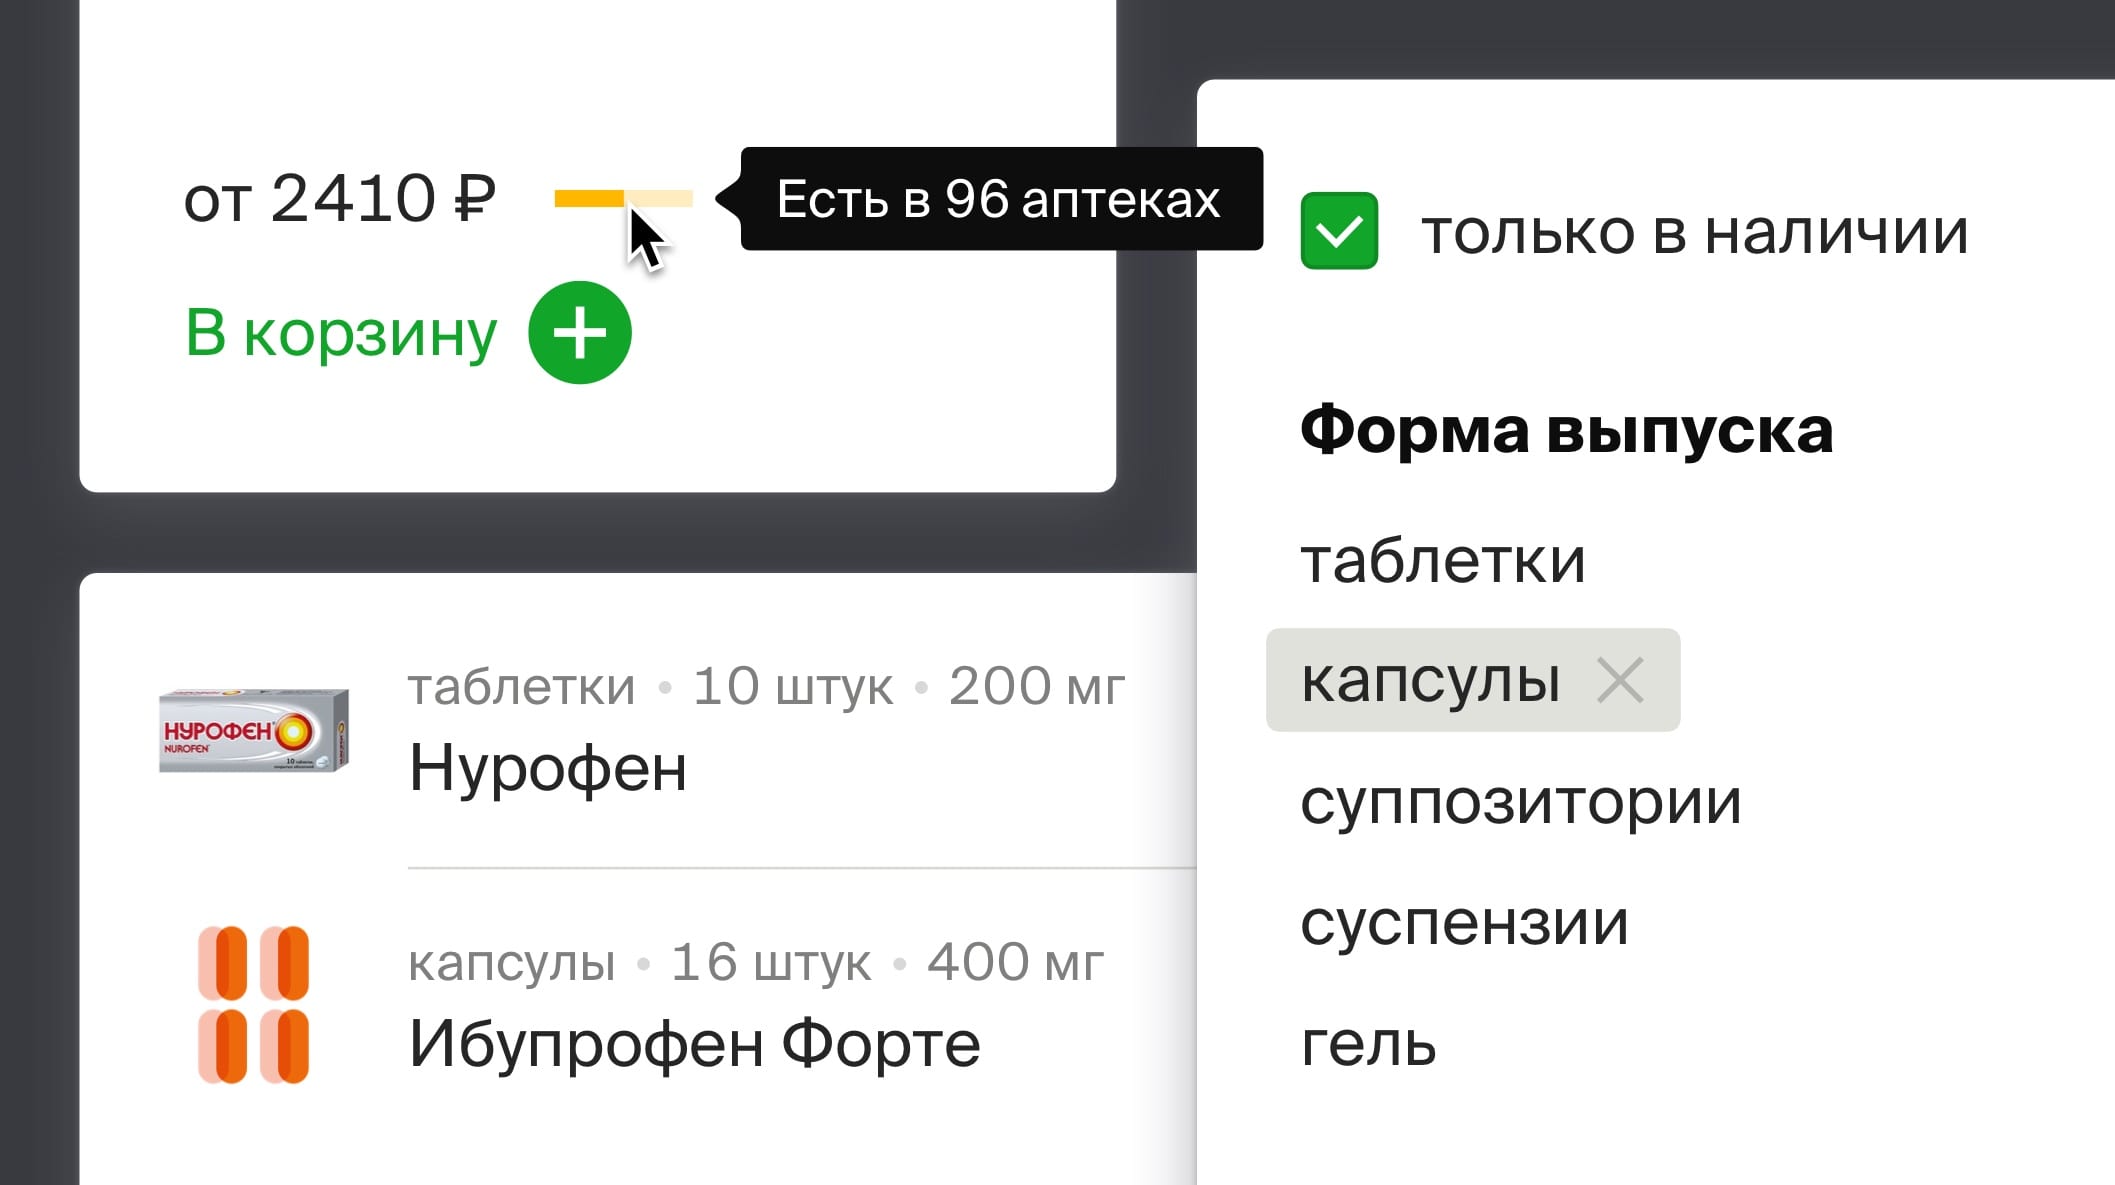 от 2410 ₽
Есть в 96 аптеках
В корзину
таблетки • 10 штук • 200 мг
НУРОФЕН
NUROFEN
Нурофен
капсулы • 16 штук • 400 мг
Ибупрофен Форте
только в наличии
Форма выпуска
таблетки
капсулы
суппозитории
суспензии
гель